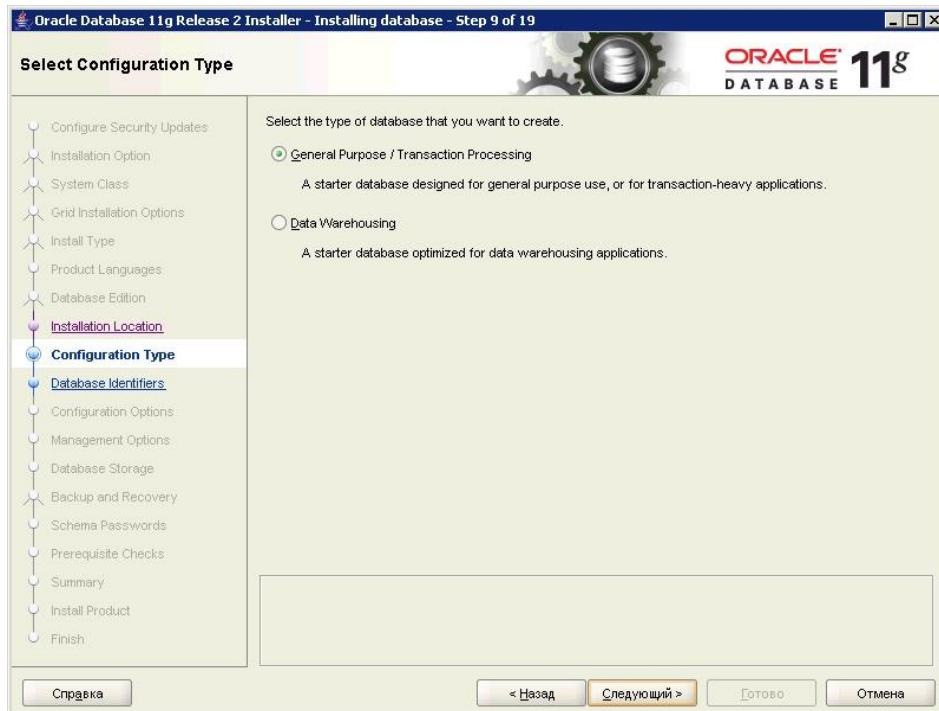 Oracle Database 11g Release 2 Installer - Installing database - Step 9 of 19
Select Configuration Type
ORACLE
DATABASE
11g
Configure Security Updates
Installation Option
System Class
Grid Installation Options
Install Type
Product Languages
Database Edition
Installation Location
Configuration Type
Database Identifiers
Configuration Options
Management Options
Database Storage
Backup and Recovery
Schema Passwords
Prerequisite Checks
Summary
Install Product
Finish
Select the type of database that you want to create.
General Purpose / Transaction Processing
A starter database designed for general purpose use, or for transaction-heavy applications.
Data Warehousing
A starter database optimized for data warehousing applications.
Справка
< Назад
Следующий >
Готово
Отмена